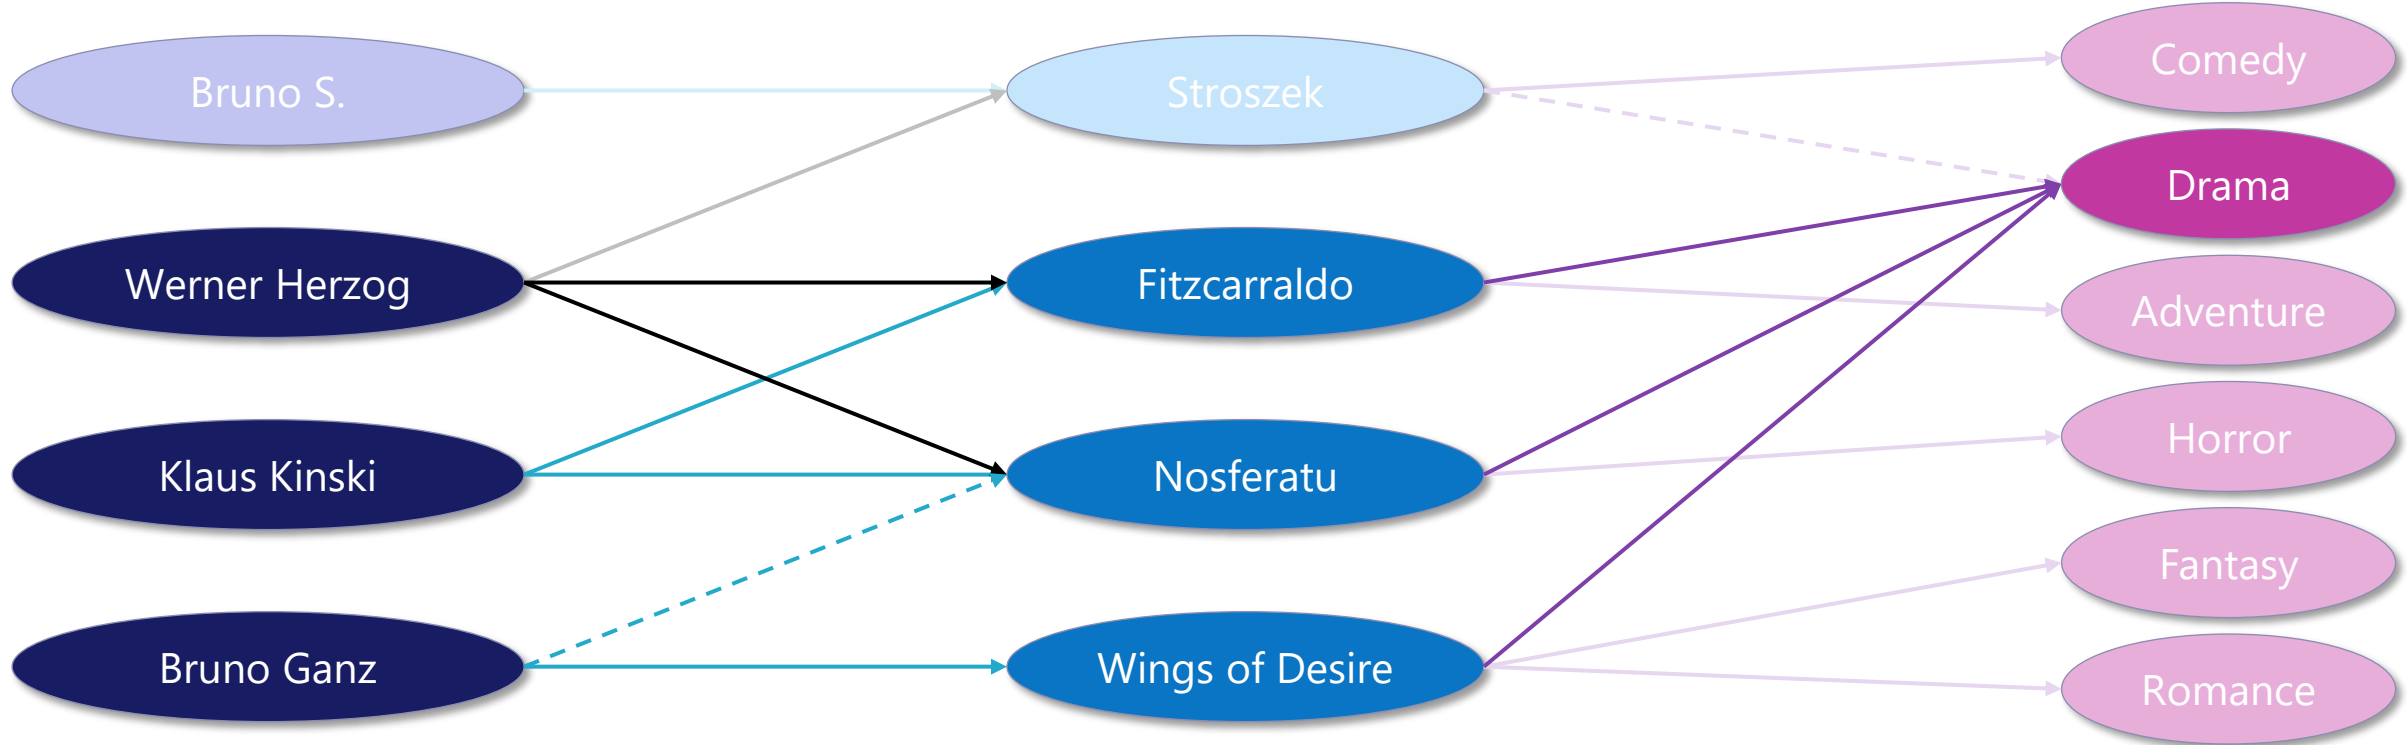 Bruno S.
Werner Herzog
Klaus Kinski
Bruno Ganz
Stroszek
Fitzcarraldo
Nosferatu
Wings of Desire
Comedy
Drama
Adventure
Horror
Fantasy
Romance